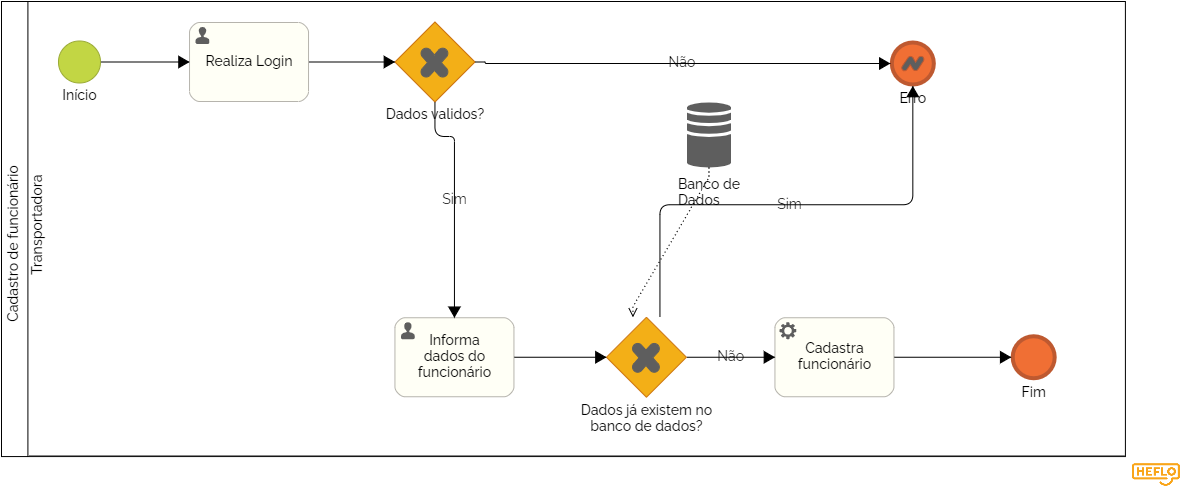 Cadastro de funcionário
Transportadora
Início
Realiza Login
Dados validos?
Não
Erro
Banco de
Dados
Sim
Sim
Informa
dados do
funcionário
Dados já existem no
banco de dados?
Não
Cadastra
funcionário
Fim
HEFLO